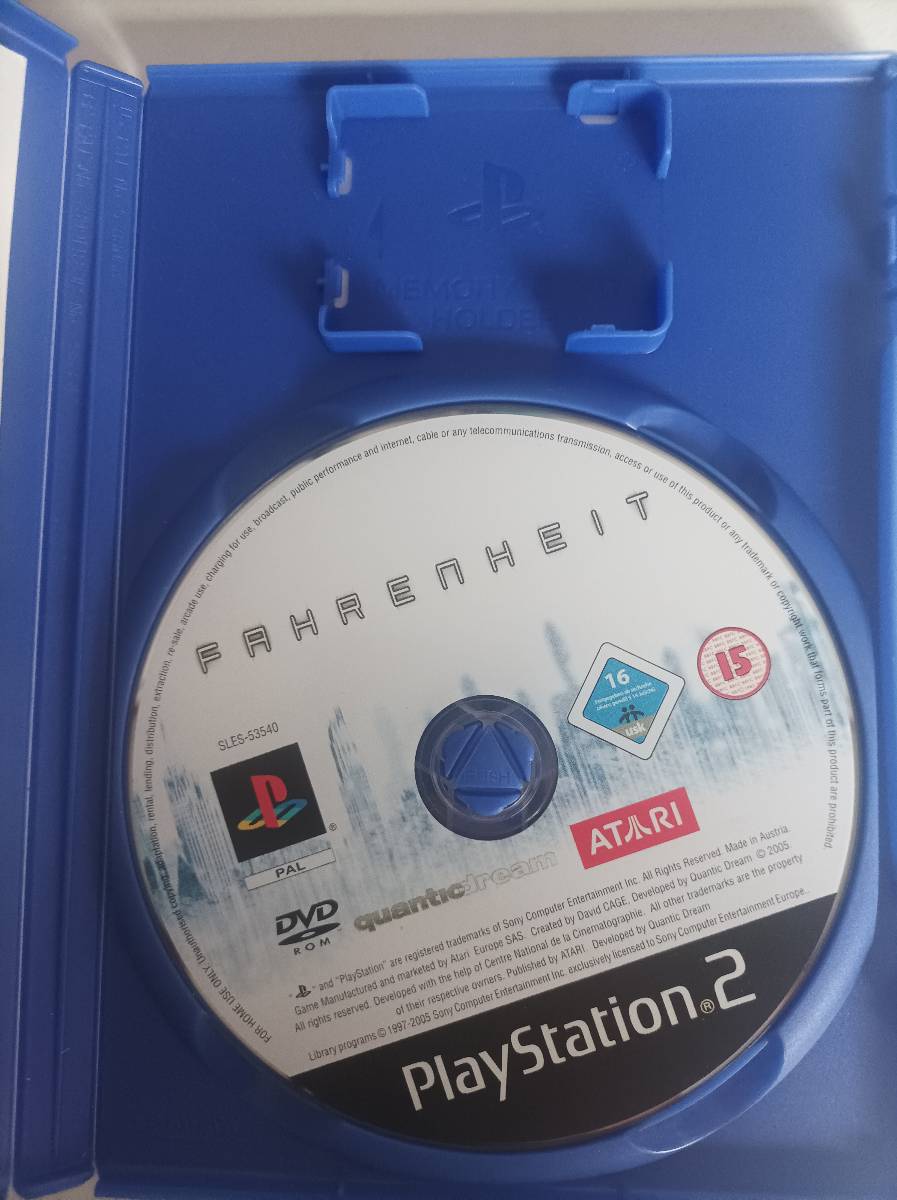 MEMORY
HOLDER
FOR HOME USE ONLY. Unauthorised copying, adaptation, rental, lending, distribution, extraction, re-sale, arcade use, charging for use, broadcast, public performance and internet, cable or any telecommunications transmission, access or use of this product or any trademark or copyright work that forms part of this product are prohibited.
FAHRENHEIT
SLES-53540
16
usk
15
PAL
PUSH
DVD
ROM
quanticdream
ATARI
" " and "PlayStation" are registered trademarks of Sony Computer Entertainment Inc. All Rights Reserved. Made in Austria.
Game Manufactured and marketed by Atari Europe SAS. Created by David CAGE, Developed by Quantic Dream © 2005.
All rights reserved. Developed with the help of Centre National de la Cinematographie. All other trademarks are the property
of their respective owners. Published by ATARI. Developed by Quantic Dream
Library programs © 1997-2005 Sony Computer Entertainment Inc. exclusively licensed to Sony Computer Entertainment Europe..
PlayStation®2